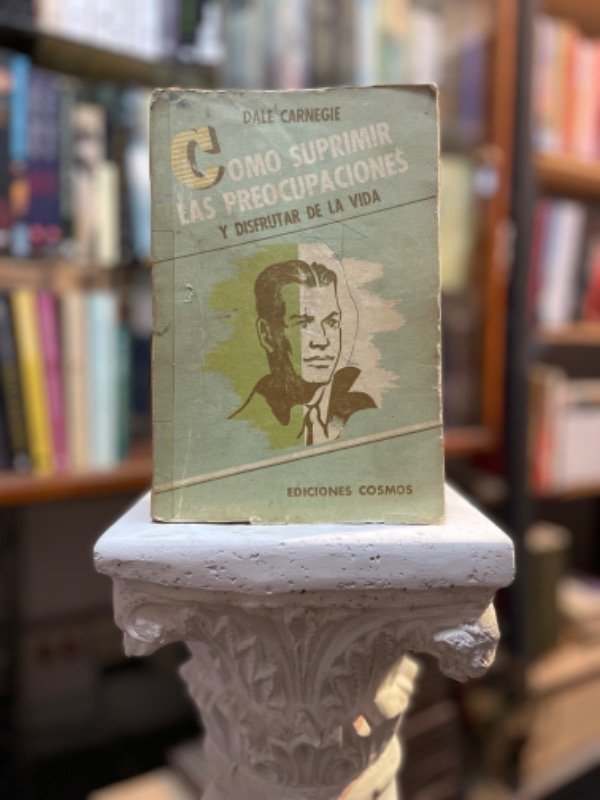 DALE CARNEGIE
COMO SUPRIMIR
LAS PREOCUPACIONES
Y DISFRUTAR DE LA VIDA
EDICIONES COSMOS